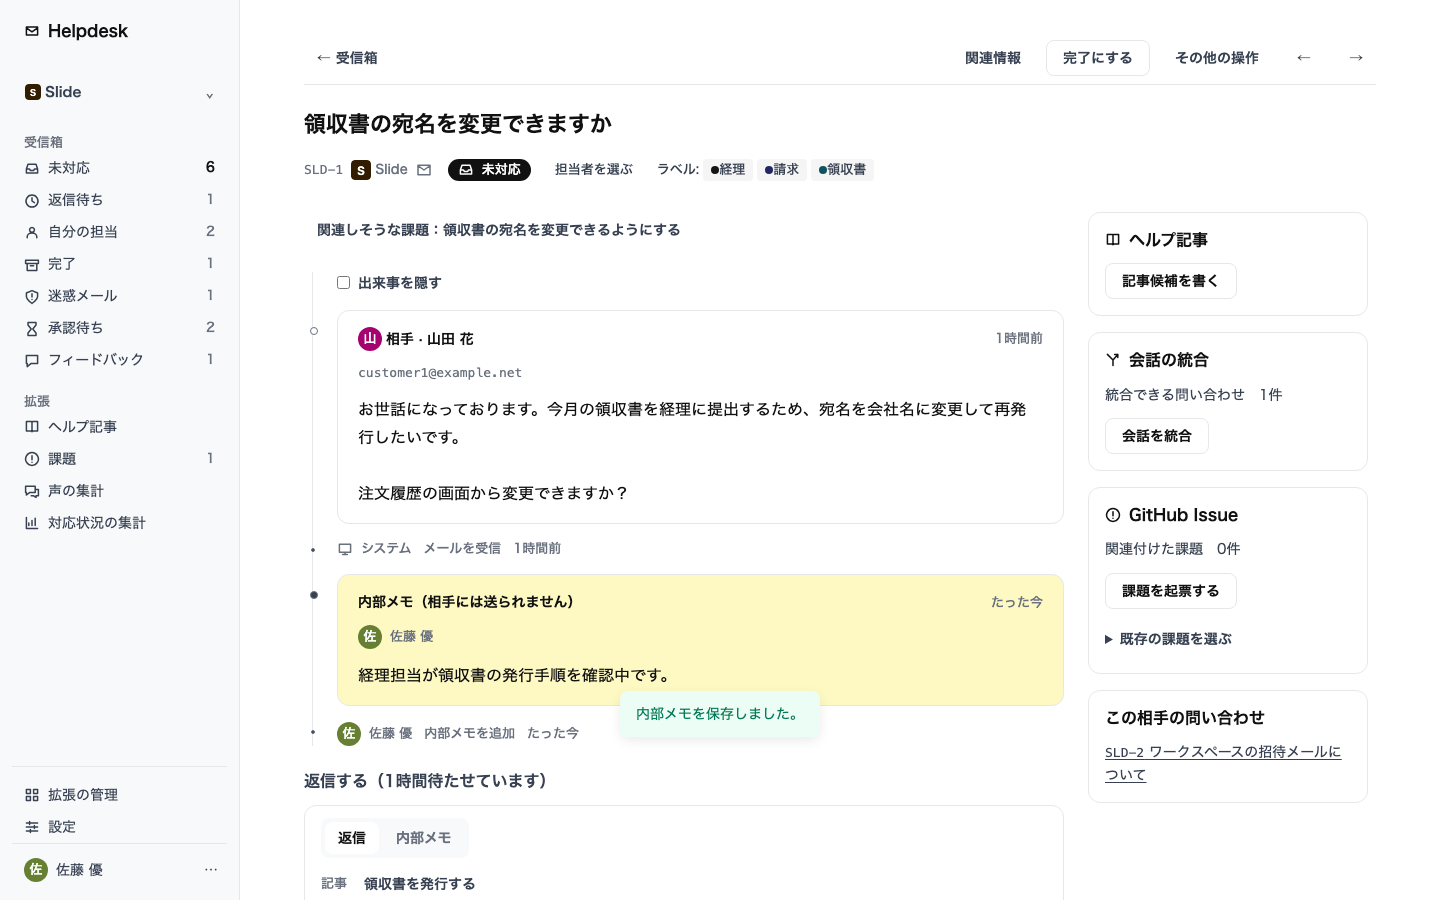 Helpdesk
S Slide
受信箱
未対応 6
返信待ち 1
自分の担当 2
完了 1
迷惑メール 1
承認待ち 2
フィードバック 1
拡張
ヘルプ記事
課題 1
声の集計
対応状況の集計
拡張の管理
設定
佐 佐藤 優 …
← 受信箱 関連情報 完了にする その他の操作 ← →
領収書の宛名を変更できますか
SLD-1 S Slide 未対応 担当者を選ぶ ラベル: ●経理 ●請求 ●領収書
関連しそうな課題：領収書の宛名を変更できるようにする
出来事を隠す
山 相手 · 山田 花 1時間前
customer1@example.net
お世話になっております。今月の領収書を経理に提出するため、宛名を会社名に変更して再発
行したいです。
注文履歴の画面から変更できますか？
システム メールを受信 1時間前
内部メモ（相手には送られません） たった今
佐 佐藤 優
経理担当が領収書の発行手順を確認中です。
内部メモを保存しました。
佐 佐藤 優 内部メモを追加 たった今
返信する（1時間待たせています）
返信 内部メモ
記事 領収書を発行する
ヘルプ記事
記事候補を書く
会話の統合
統合できる問い合わせ 1件
会話を統合
GitHub Issue
関連付けた課題 0件
課題を起票する
▶ 既存の課題を選ぶ
この相手の問い合わせ
SLD-2 ワークスペースの招待メールに
ついて